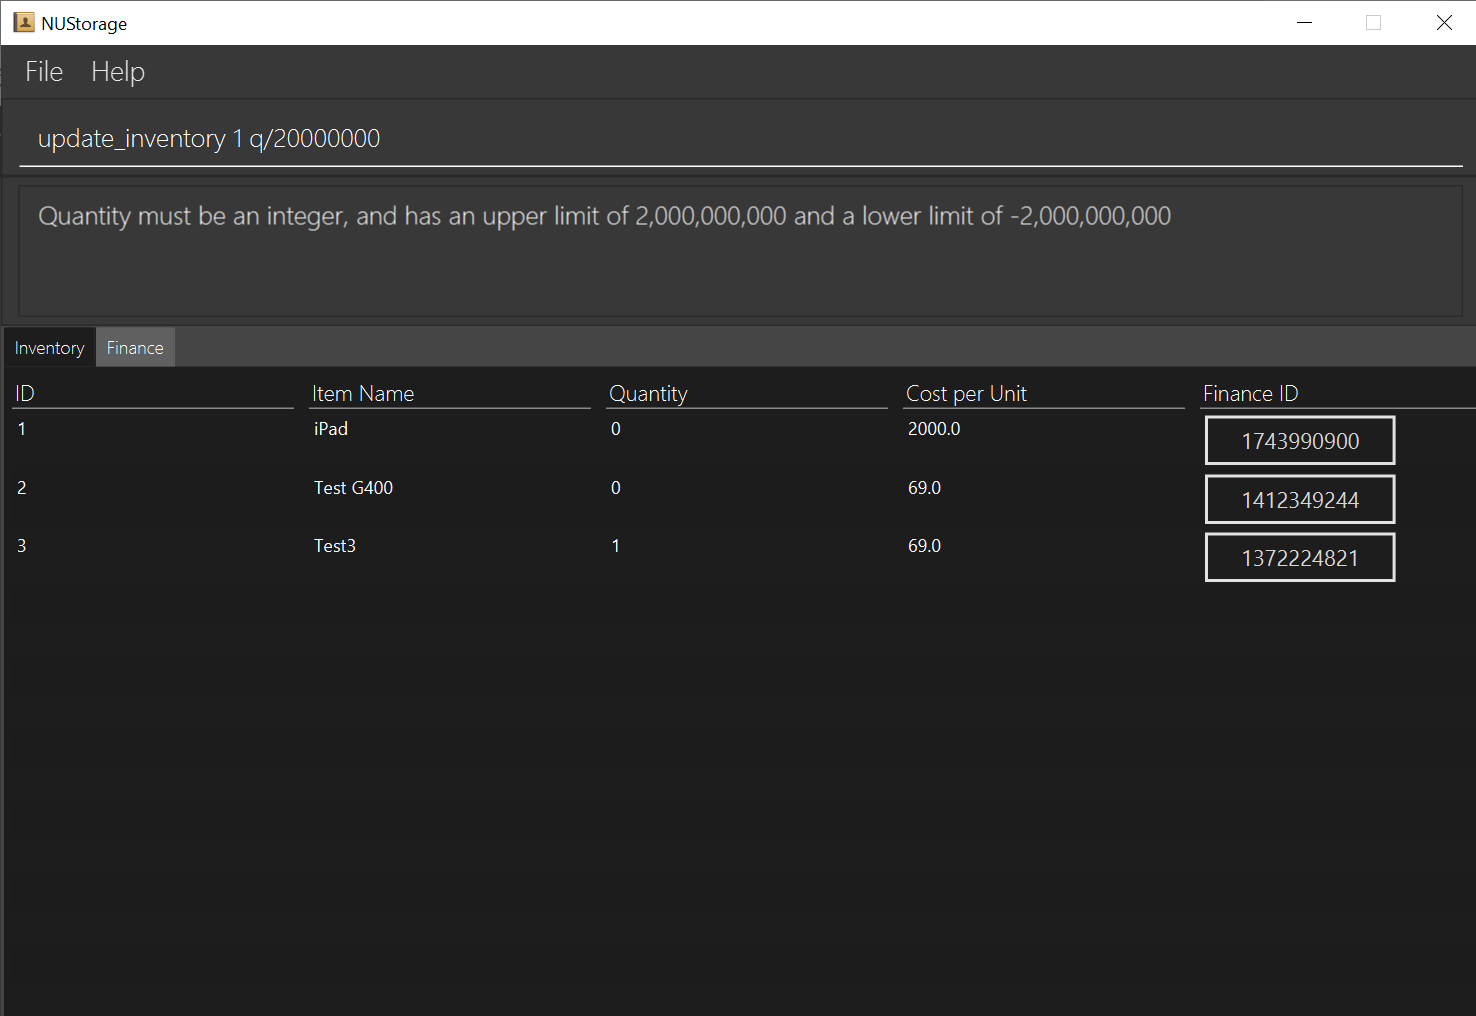 NUStorage
File Help
update_inventory 1 q/20000000
Quantity must be an integer, and has an upper limit of 2,000,000,000 and a lower limit of -2,000,000,000
Inventory Finance
ID Item Name Quantity Cost per Unit Finance ID
1 iPad 0 2000.0 1743990900
2 Test G400 0 69.0 1412349244
3 Test3 1 69.0 1372224821